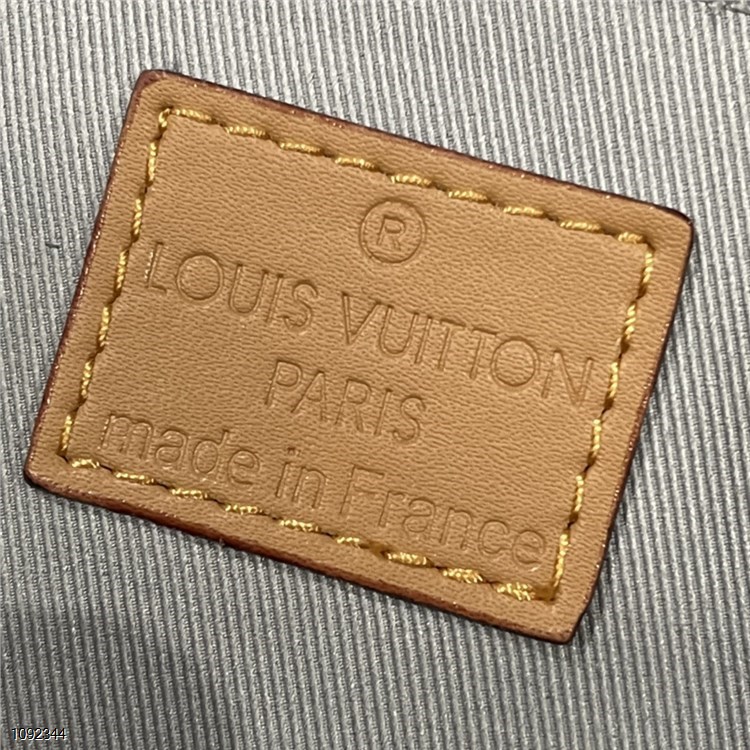 ®
LOUIS VUITTON
PARIS
made in France
1092344